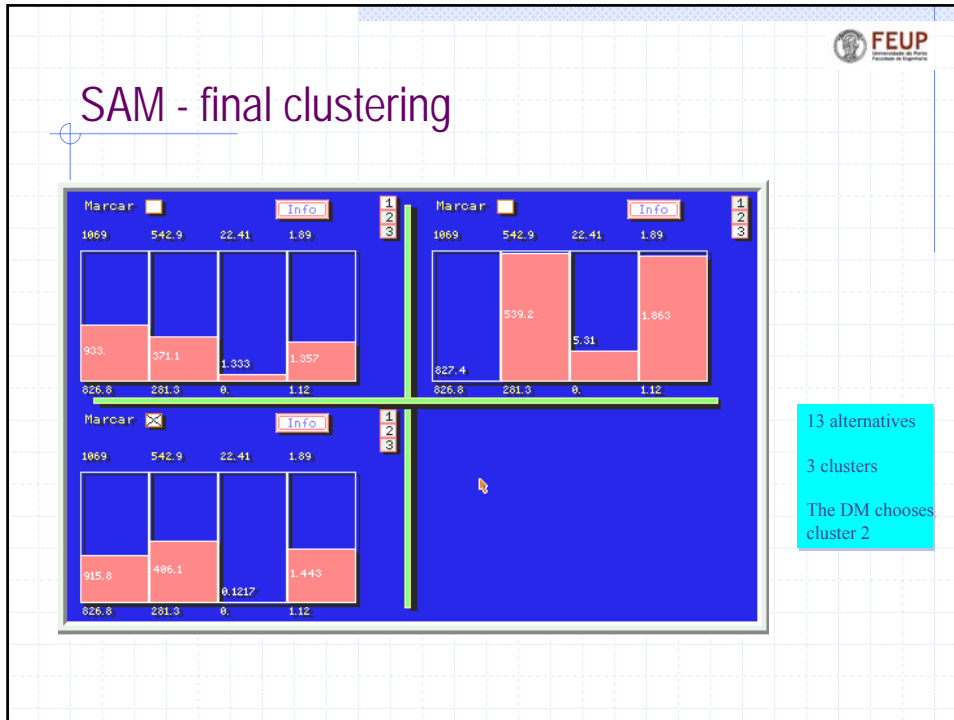 FEUP
Universidade do Porto
Faculdade de Engenharia
SAM - final clustering
Marcar Info 1
2
3
1069 542.9 22.41 1.89
933. 371.1 1.333 1.357
826.8 281.3 0. 1.12
Marcar Info 1
2
3
1069 542.9 22.41 1.89
827.4 539.2 5.31 1.863
826.8 281.3 0. 1.12
Marcar Info 1
2
3
1069 542.9 22.41 1.89
915.8 406.1 0.1217 1.443
826.8 281.3 0. 1.12
13 alternatives
3 clusters
The DM chooses
cluster 2